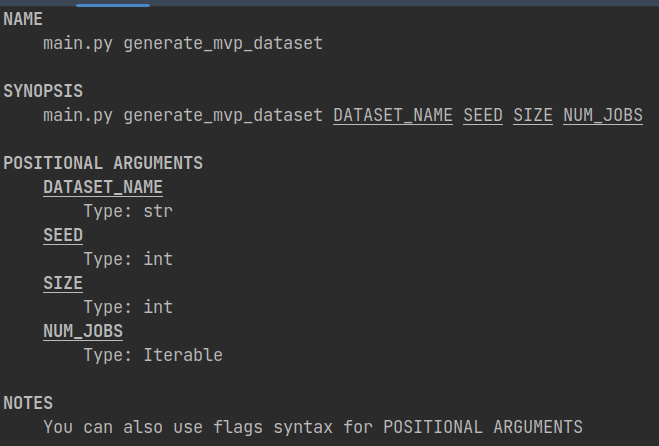 NAME
main.py generate_mvp_dataset
SYNOPSIS
main.py generate_mvp_dataset DATASET_NAME SEED SIZE NUM_JOBS
POSITIONAL ARGUMENTS
DATASET_NAME
Type: str
SEED
Type: int
SIZE
Type: int
NUM_JOBS
Type: Iterable
NOTES
You can also use flags syntax for POSITIONAL ARGUMENTS